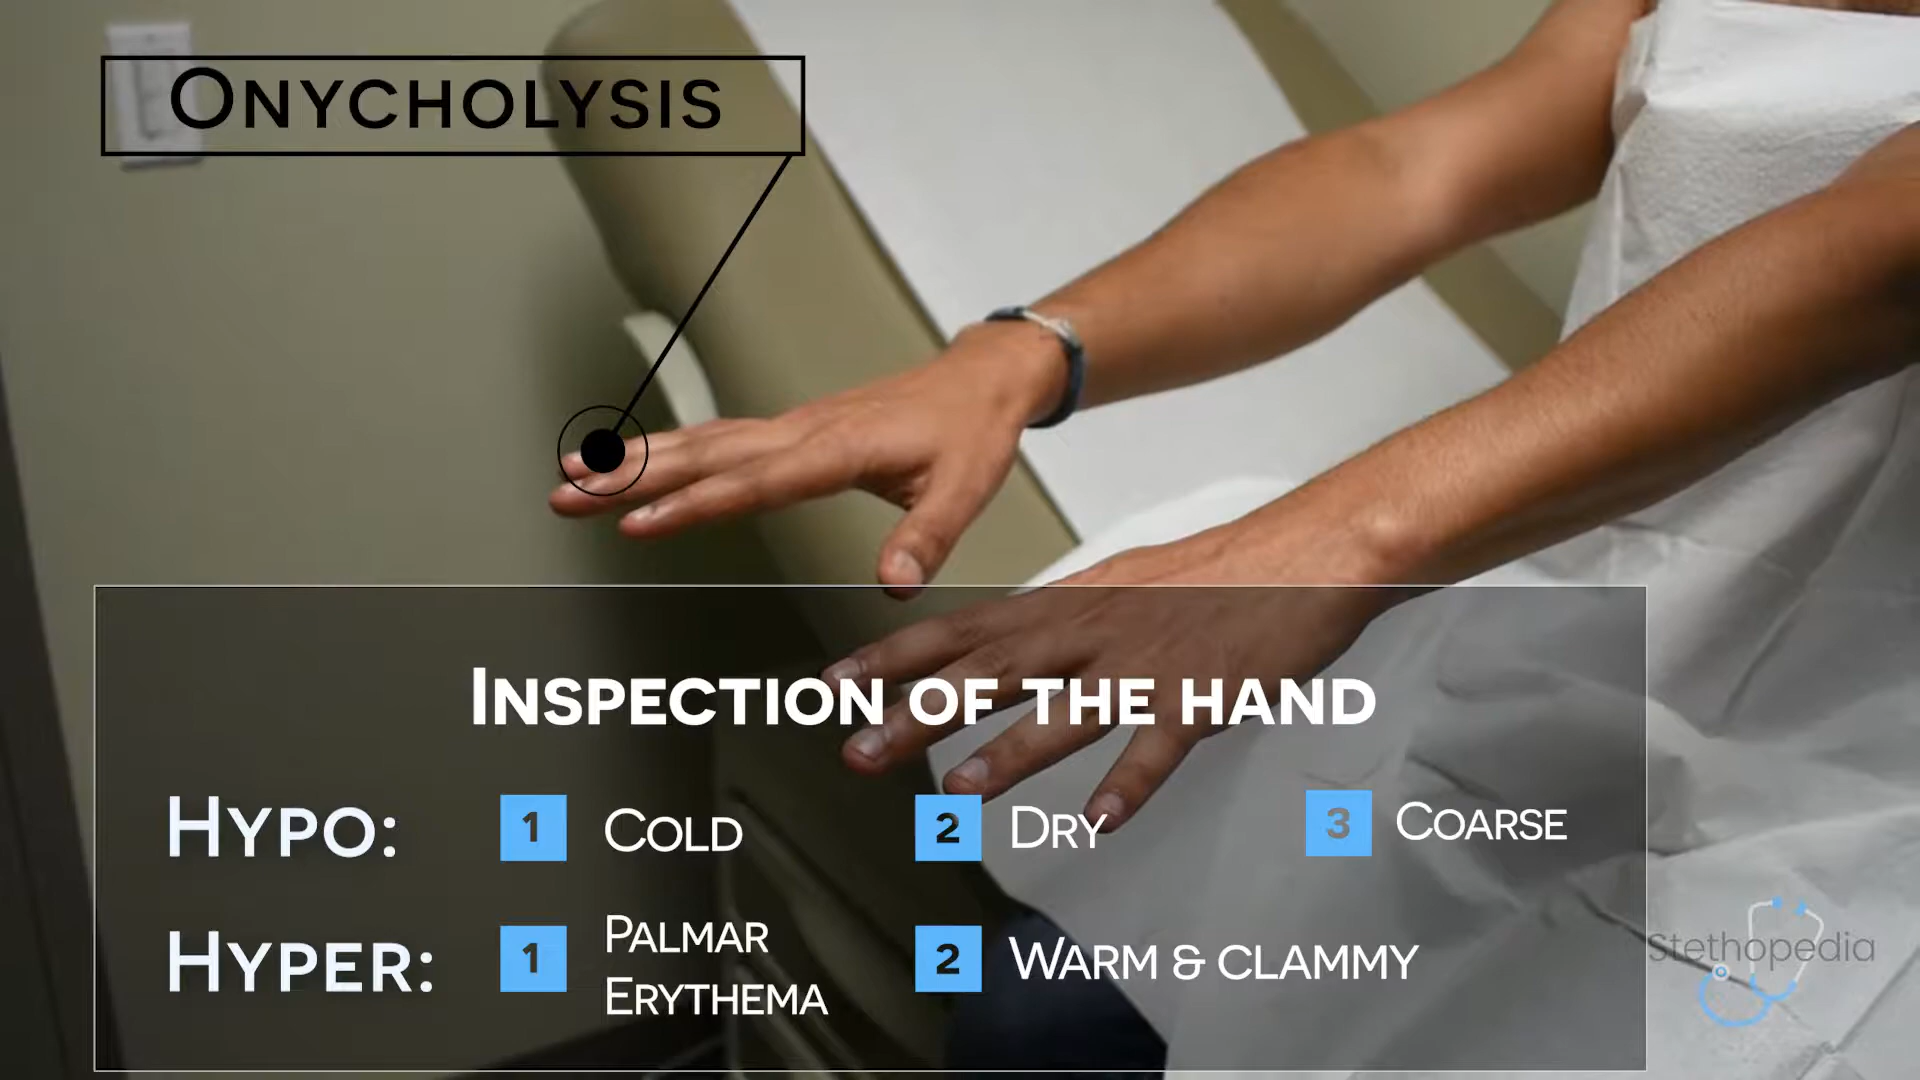 Onycholysis
Inspection of the hand
Hypo: 1 Cold 2 Dry 3 Coarse
Hyper: 1 Palmar Erythema 2 Warm & clammy
Stethopedia